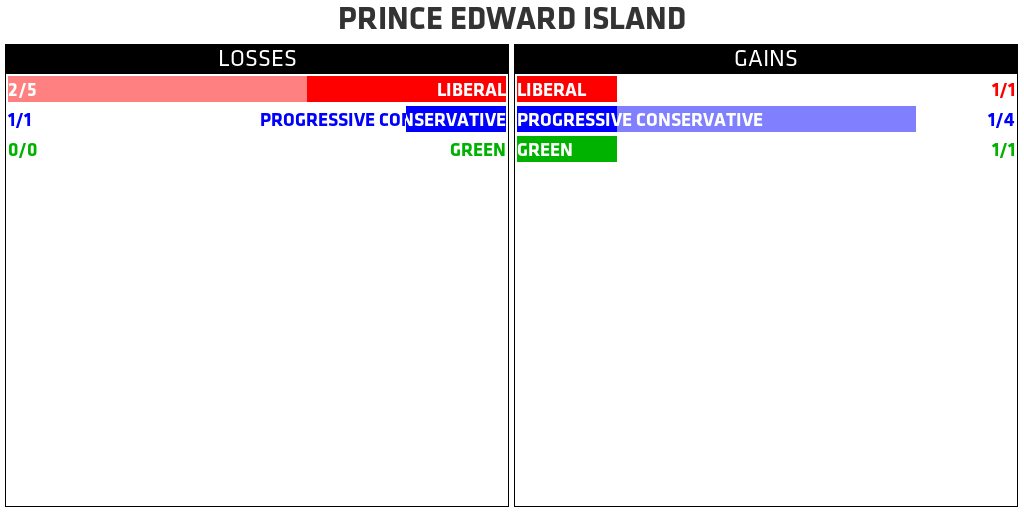 PRINCE EDWARD ISLAND
LOSSES
2/5 LIBERAL
1/1 PROGRESSIVE CONSERVATIVE
0/0 GREEN
GAINS
LIBERAL 1/1
PROGRESSIVE CONSERVATIVE 1/4
GREEN 1/1